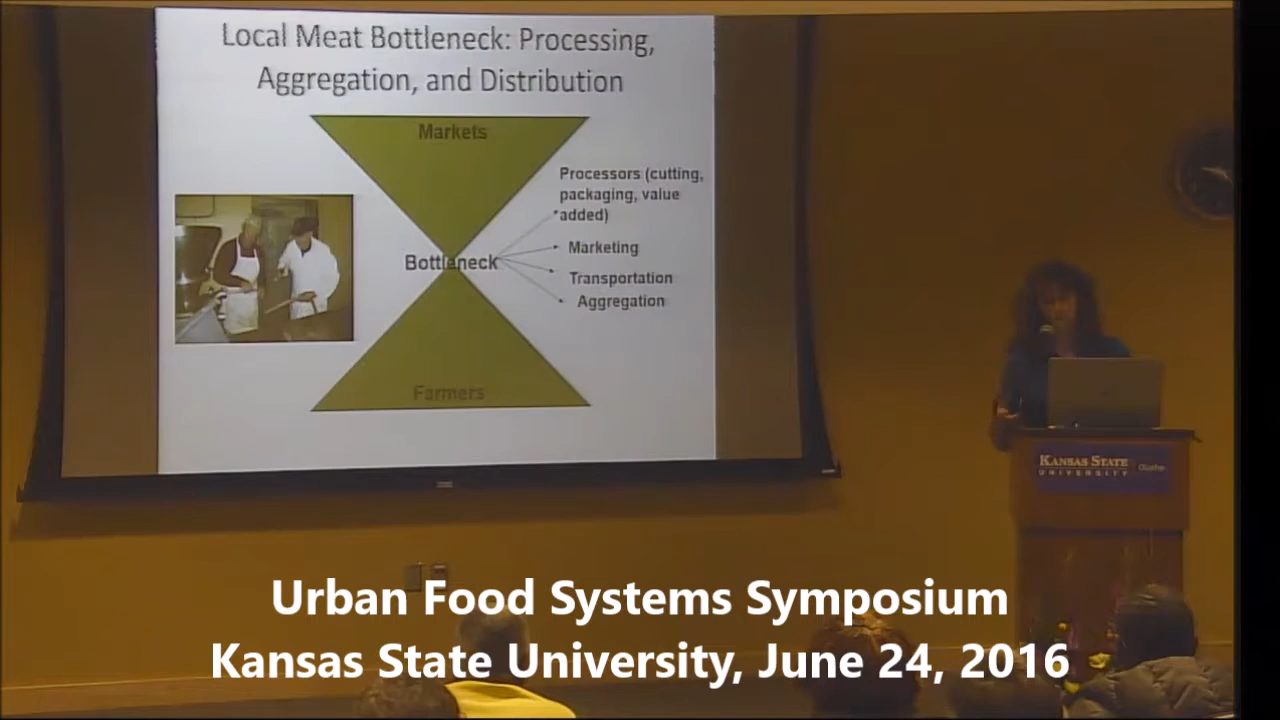 Local Meat Bottleneck: Processing,
Aggregation, and Distribution
Markets
Processors (cutting,
packaging, value
added)
Bottleneck
Marketing
Transportation
Aggregation
Farmers
KANSAS STATE
UNIVERSITY
Olathe
Urban Food Systems Symposium
Kansas State University, June 24, 2016